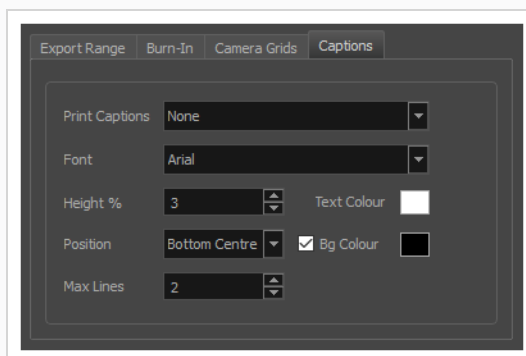 Export Range Burn-In Camera Grids Captions
Print Captions None
Font Arial
Height % 3 Text Colour
Position Bottom Centre Bg Colour
Max Lines 2